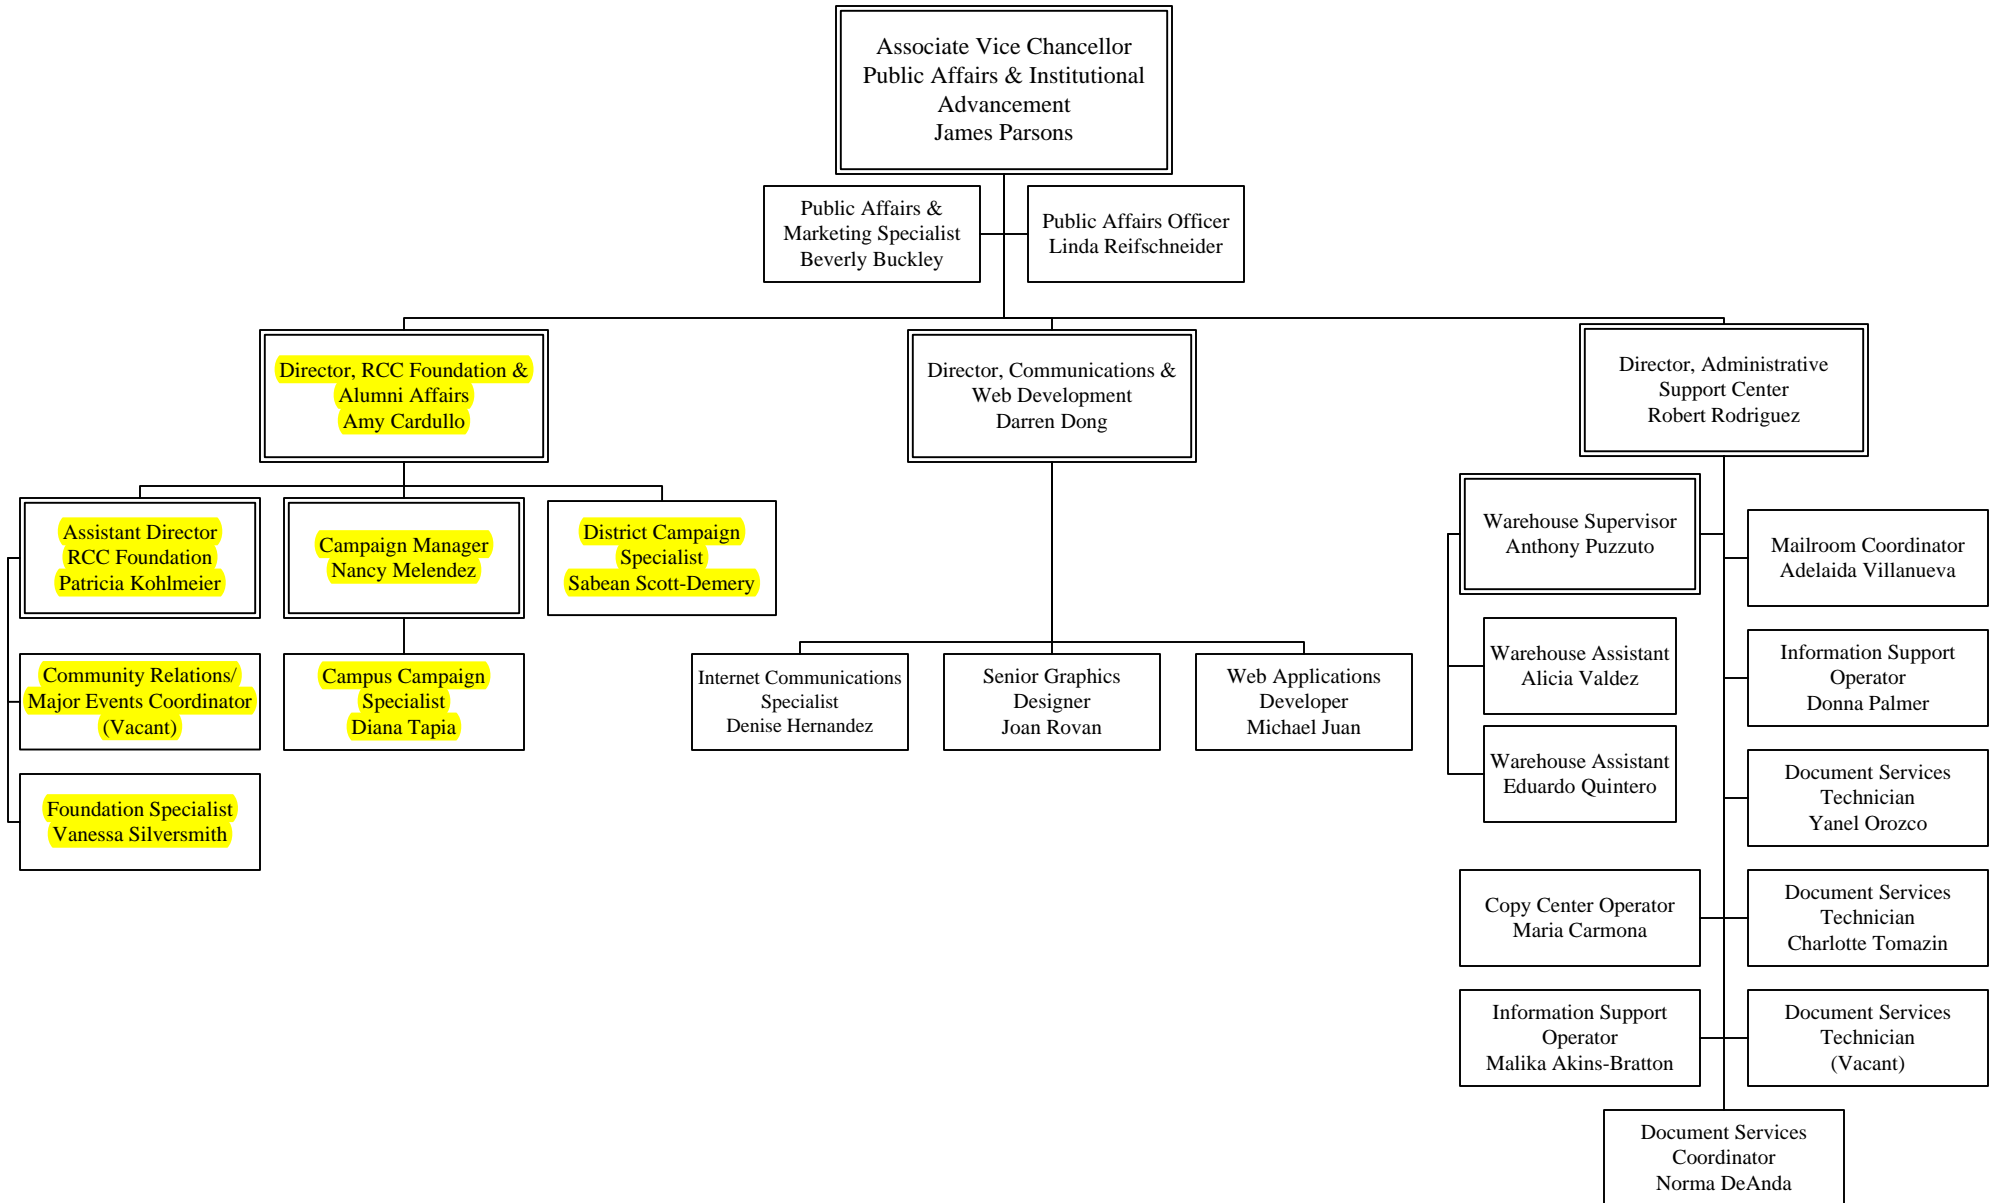 Associate Vice Chancellor
Public Affairs & Institutional
Advancement
James Parsons
Public Affairs &
Marketing Specialist
Beverly Buckley
Public Affairs Officer
Linda Reifschneider
Director, RCC Foundation &
Alumni Affairs
Amy Cardullo
Director, Communications &
Web Development
Darren Dong
Director, Administrative
Support Center
Robert Rodriguez
Assistant Director
RCC Foundation
Patricia Kohlmeier
Campaign Manager
Nancy Melendez
District Campaign
Specialist
Sabean Scott-Demery
Warehouse Supervisor
Anthony Puzzuto
Mailroom Coordinator
Adelaida Villanueva
Community Relations/
Major Events Coordinator
(Vacant)
Campus Campaign
Specialist
Diana Tapia
Internet Communications
Specialist
Denise Hernandez
Senior Graphics
Designer
Joan Rovan
Web Applications
Developer
Michael Juan
Warehouse Assistant
Alicia Valdez
Information Support
Operator
Donna Palmer
Foundation Specialist
Vanessa Silversmith
Warehouse Assistant
Eduardo Quintero
Document Services
Technician
Yanel Orozco
Copy Center Operator
Maria Carmona
Document Services
Technician
Charlotte Tomazin
Information Support
Operator
Malika Akins-Bratton
Document Services
Technician
(Vacant)
Document Services
Coordinator
Norma DeAnda